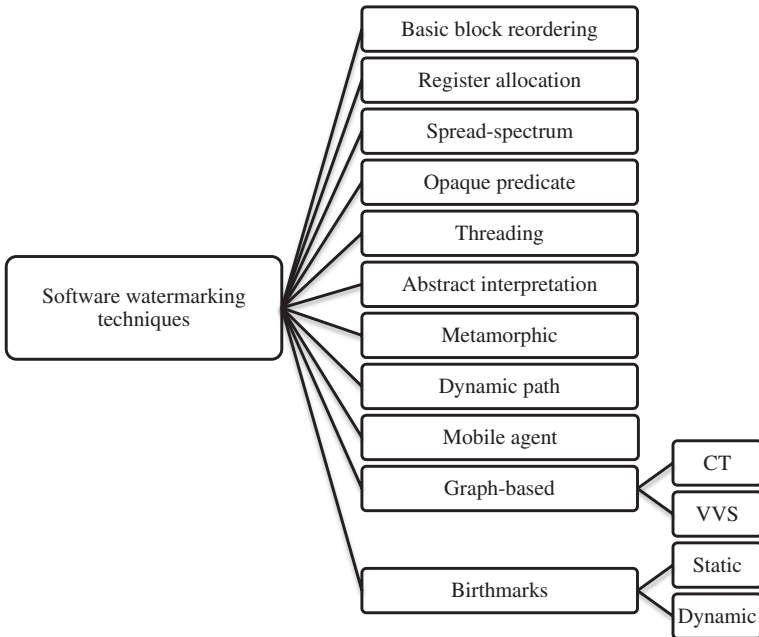 Basic block reordering
Register allocation
Spread-spectrum
Opaque predicate
Threading
Software watermarking
techniques
Abstract interpretation
Metamorphic
Dynamic path
Mobile agent
Graph-based
CT
VVS
Birthmarks
Static
Dynamic